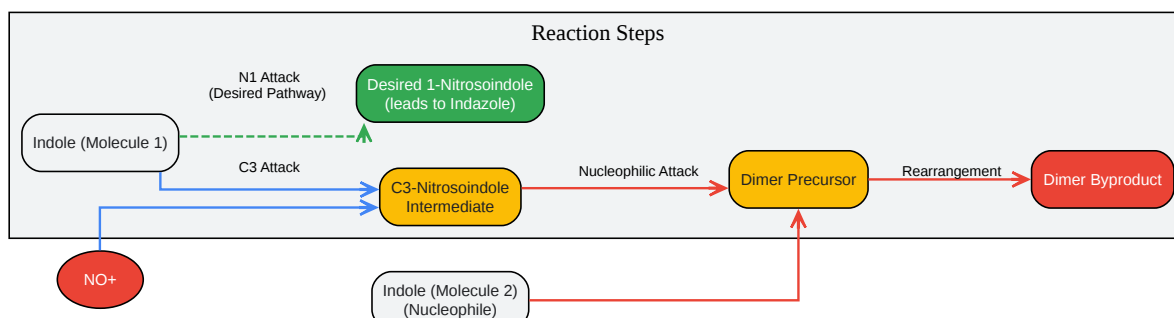 Reaction Steps
N1 Attack
(Desired Pathway)
Desired 1-Nitrosoindole
(leads to Indazole)
Indole (Molecule 1)
C3 Attack
C3-Nitrosoindole
Intermediate
Nucleophilic Attack
Dimer Precursor
Rearrangement
Dimer Byproduct
NO+
Indole (Molecule 2)
(Nucleophile)